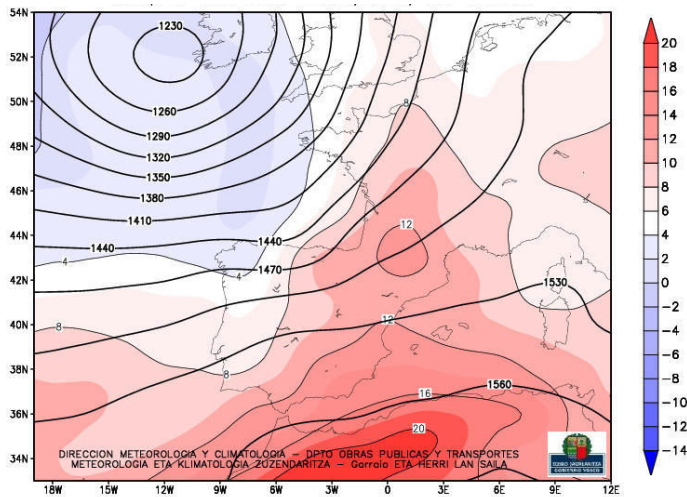 54N
52N
50N
48N
46N
44N
42N
40N
38N
36N
34N
1230
1260
1290
1320
1350
1380
1410
1440
1440
1470
1530
1560
4
4
8
8
8
12
12
16
20
DIRECCION METEOROLOGIA Y CLIMATOLOGIA – DPTO OBRAS PUBLICAS Y TRANSPORTES
METEOROLOGIA ETA KLIMATOLOGIA ZUZENDARITZA – Garraio ETA HERRI LAN SAILA
EUSKO JAURLARITZA
GOBIERNO VASCO
18W 15W 12W 9W 6W 3W 0 3E 6E 9E 12E
20
18
16
14
12
10
8
6
4
2
0
-2
-4
-6
-8
-10
-12
-14